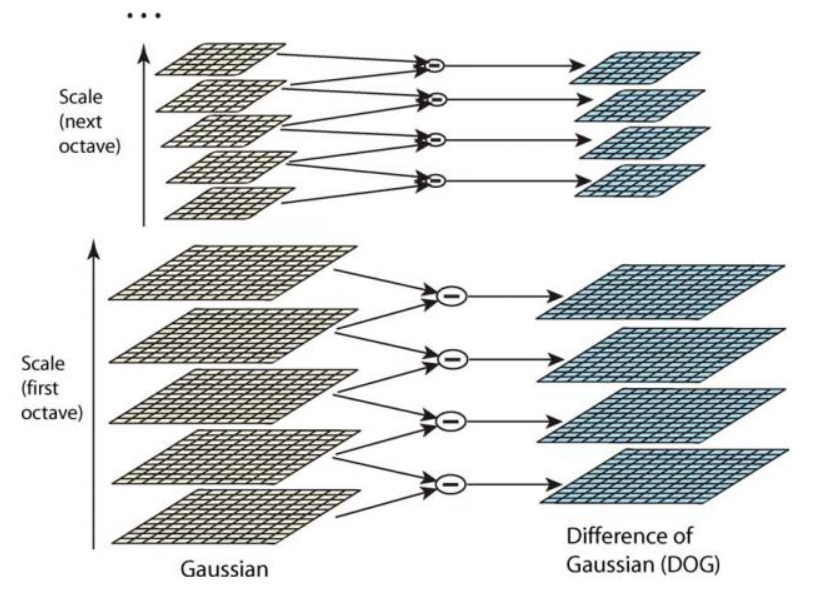 ...
Scale
(next
octave)
Scale
(first
octave)
Gaussian
Difference of
Gaussian (DOG)